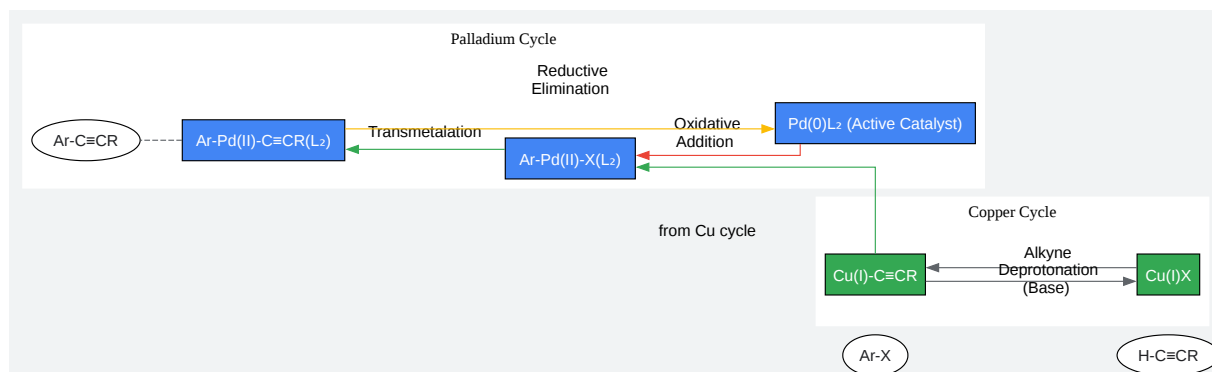 Palladium Cycle
Reductive
Elimination
Pd(0)L₂ (Active Catalyst)
Ar-C≡CR
Ar-Pd(II)-C≡CR(L₂)
Transmetalation
Oxidative
Addition
Ar-Pd(II)-X(L₂)
Copper Cycle
from Cu cycle
Alkyne
Deprotonation
(Base)
Cu(I)-C≡CR
Cu(I)X
Ar-X
H-C≡CR